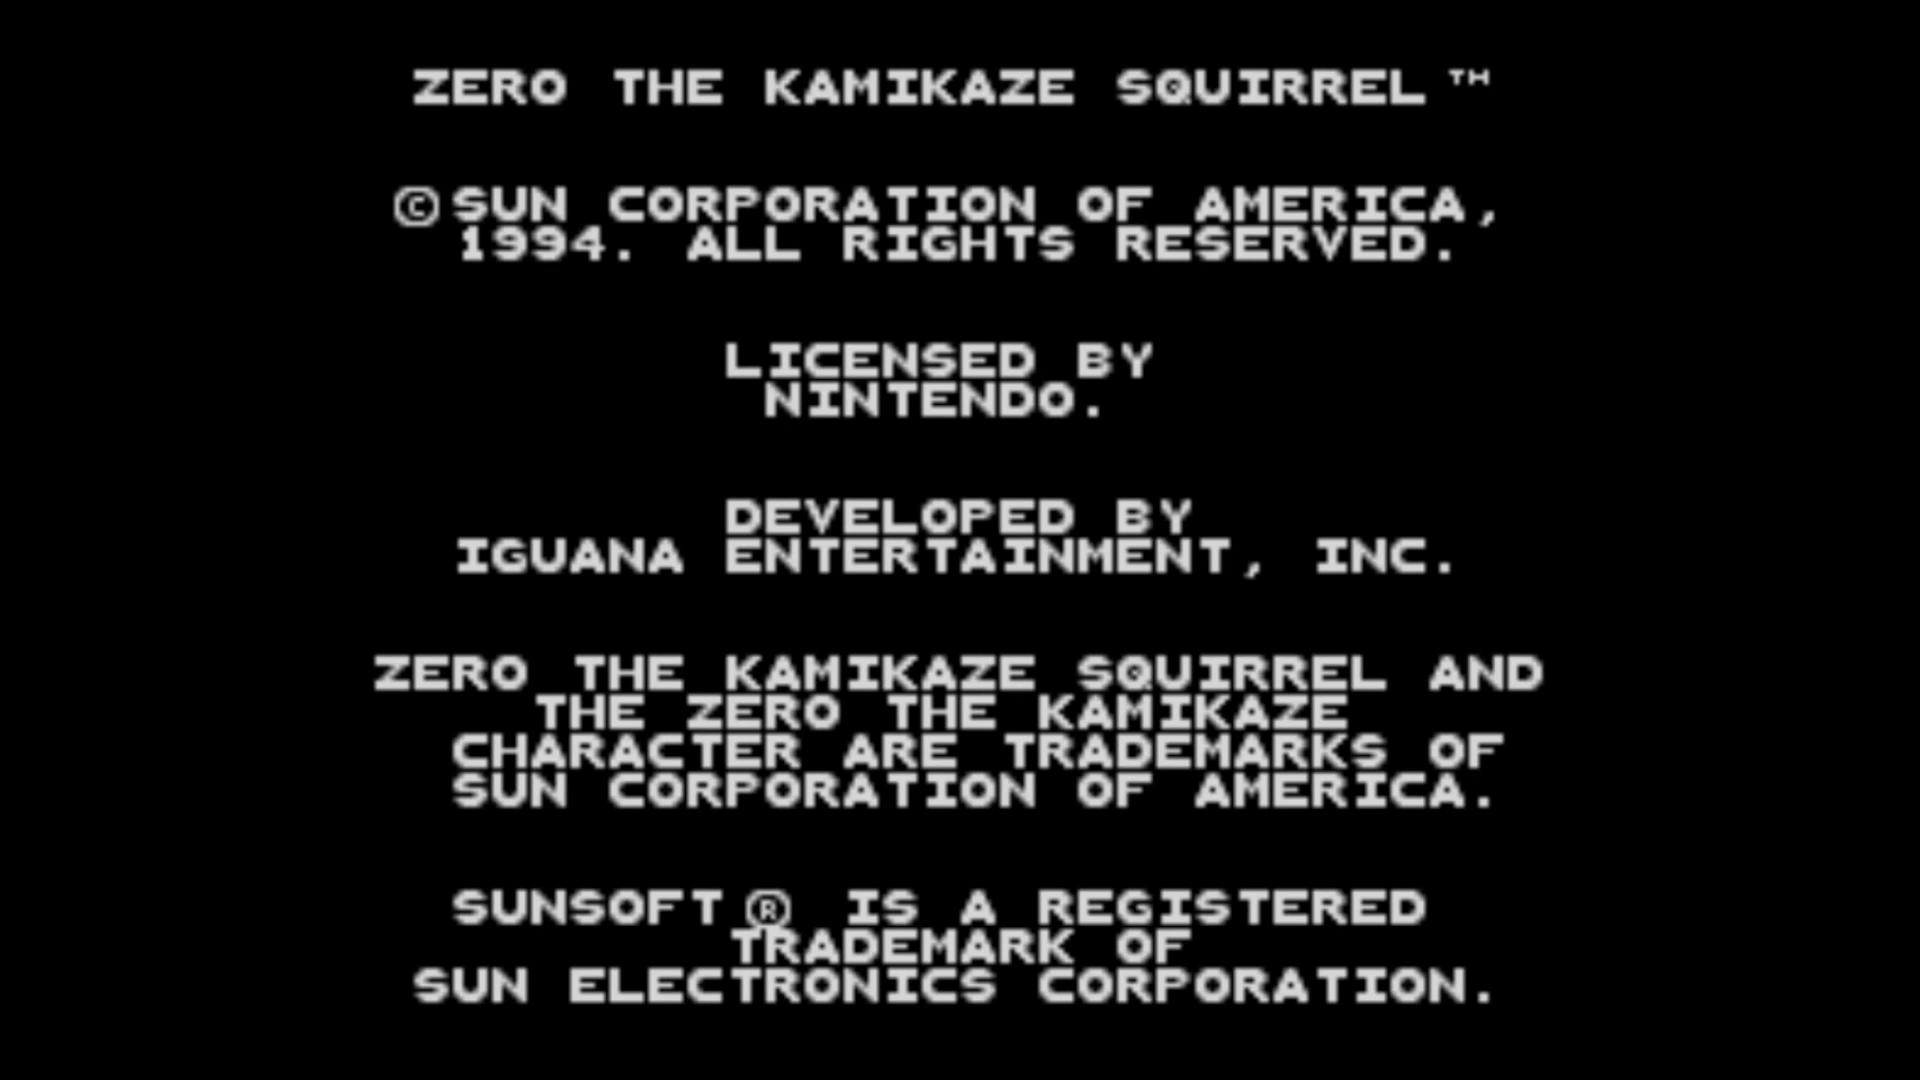 ZERO THE KAMIKAZE SQUIRREL™
©SUN CORPORATION OF AMERICA,
1994. ALL RIGHTS RESERVED.
LICENSED BY
NINTENDO.
DEVELOPED BY
IGUANA ENTERTAINMENT, INC.
ZERO THE KAMIKAZE SQUIRREL AND
THE ZERO THE KAMIKAZE
CHARACTER ARE TRADEMARKS OF
SUN CORPORATION OF AMERICA.
SUNSOFT® IS A REGISTERED
TRADEMARK OF
SUN ELECTRONICS CORPORATION.